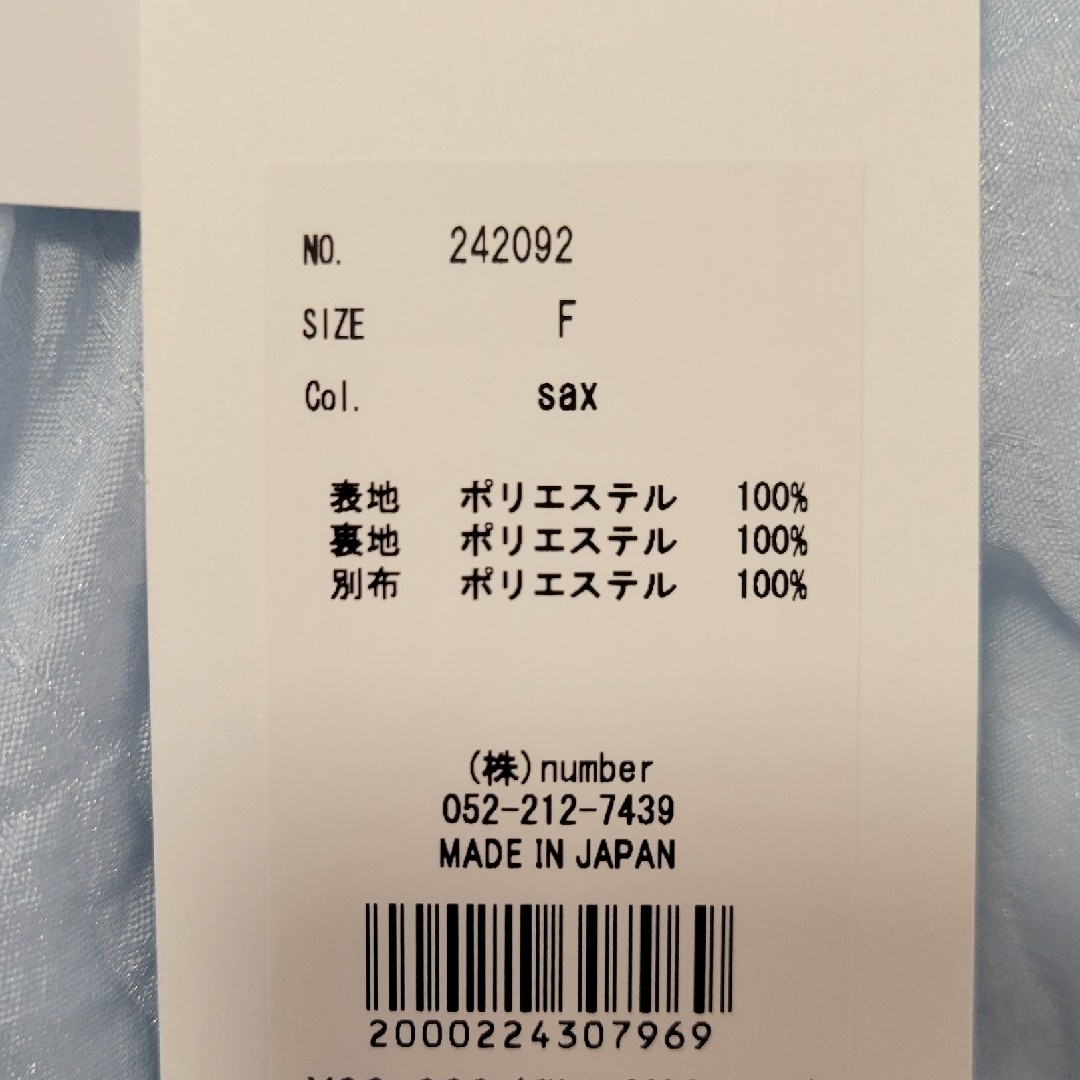 NO. 242092
SIZE F
Col. sax
表地 ポリエステル 100%
裏地 ポリエステル 100%
別布 ポリエステル 100%
(株)number
052-212-7439
MADE IN JAPAN
2000224307969